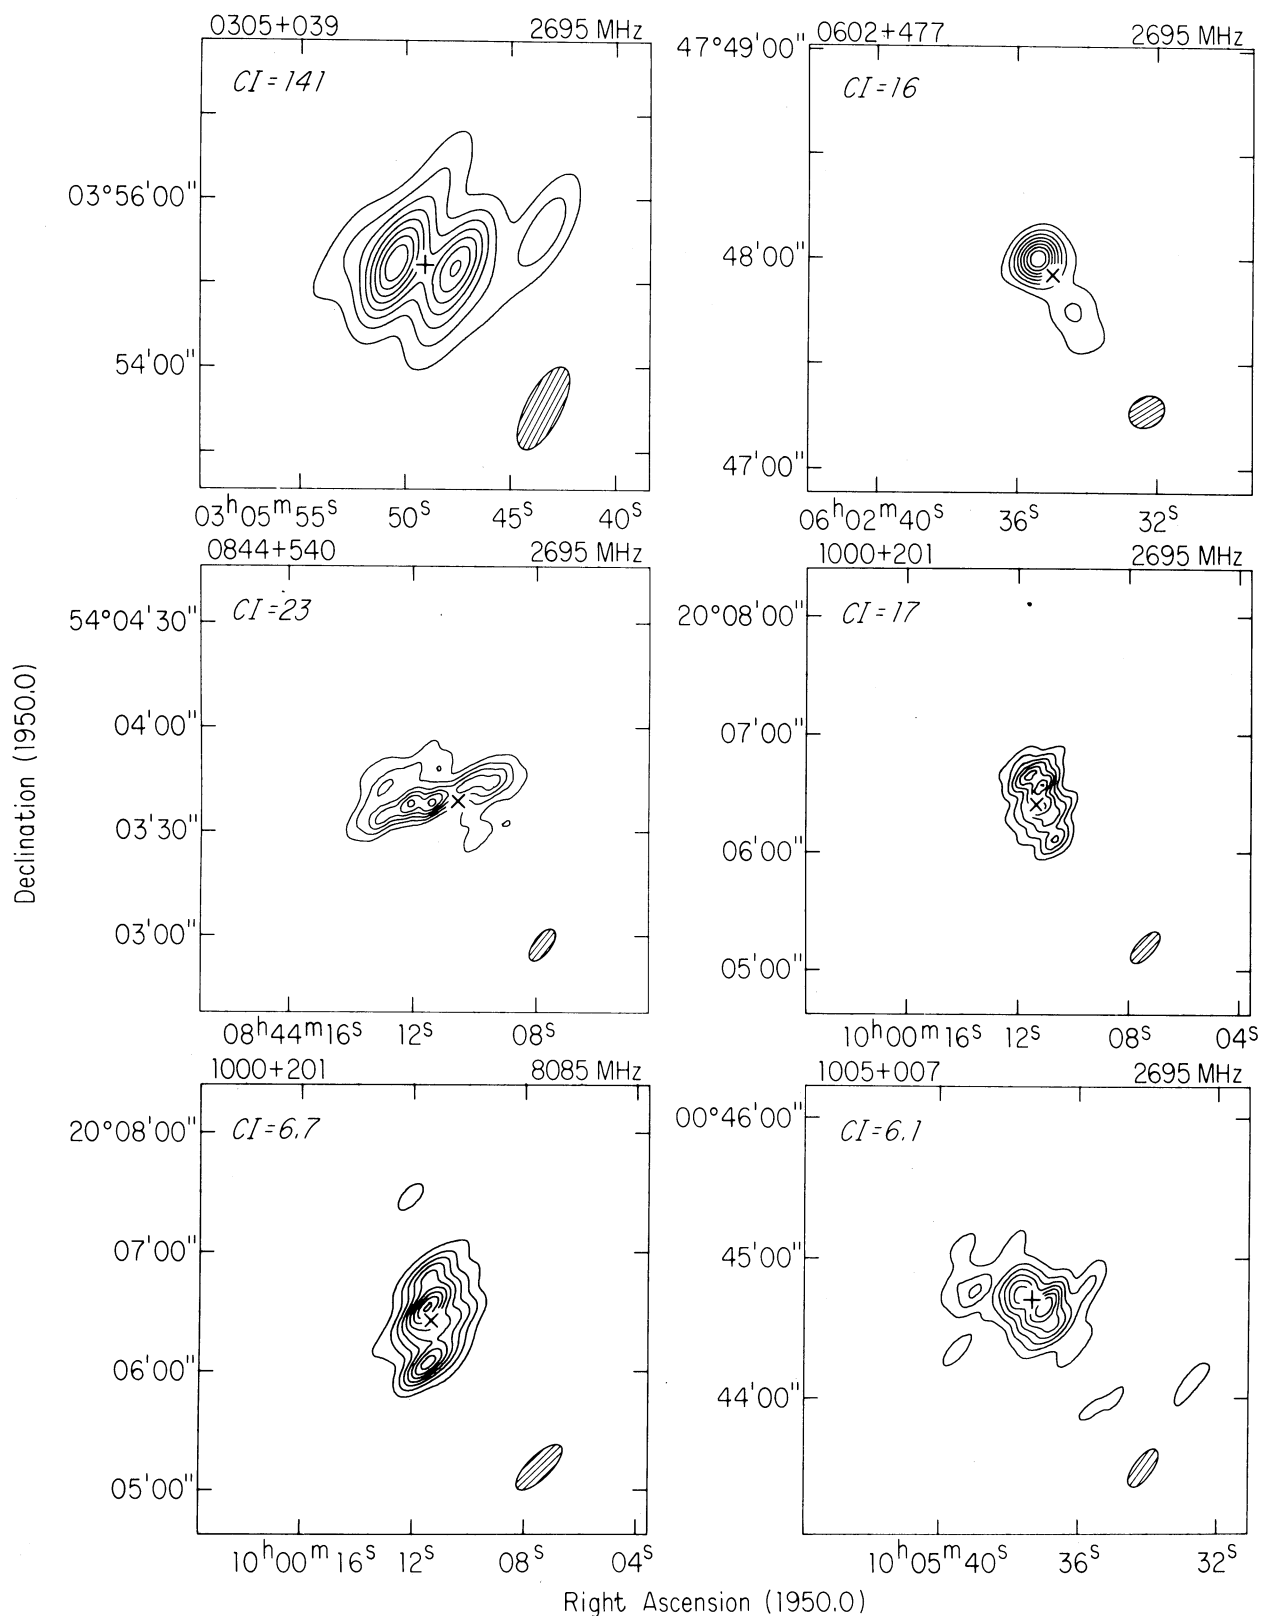 0305+039 2695 MHz
CI=141
03°56'00"
54'00"
03h05m55s 50s 45s 40s
0602+477 2695 MHz
47°49'00"
CI=16
48'00"
47'00"
06h02m40s 36s 32s
0844+540 2695 MHz
CI=23
54°04'30"
04'00"
03'30"
03'00"
08h44m16s 12s 08s
1000+201 2695 MHz
CI=17
20°08'00"
07'00"
06'00"
05'00"
10h00m16s 12s 08s 04s
1000+201 8085 MHz
CI=6.7
20°08'00"
07'00"
06'00"
05'00"
10h00m16s 12s 08s 04s
1005+007 2695 MHz
CI=6.1
00°46'00"
45'00"
44'00"
10h05m40s 36s 32s
Declination (1950.0)
Right Ascension (1950.0)